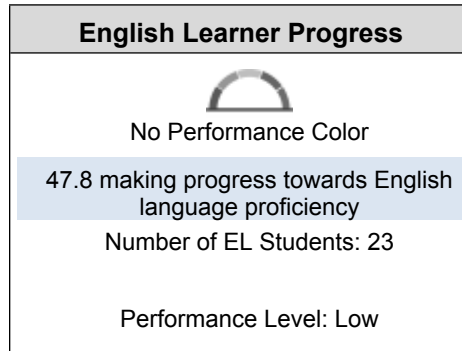 English Learner Progress
No Performance Color
47.8 making progress towards English
language proficiency
Number of EL Students: 23
Performance Level: Low